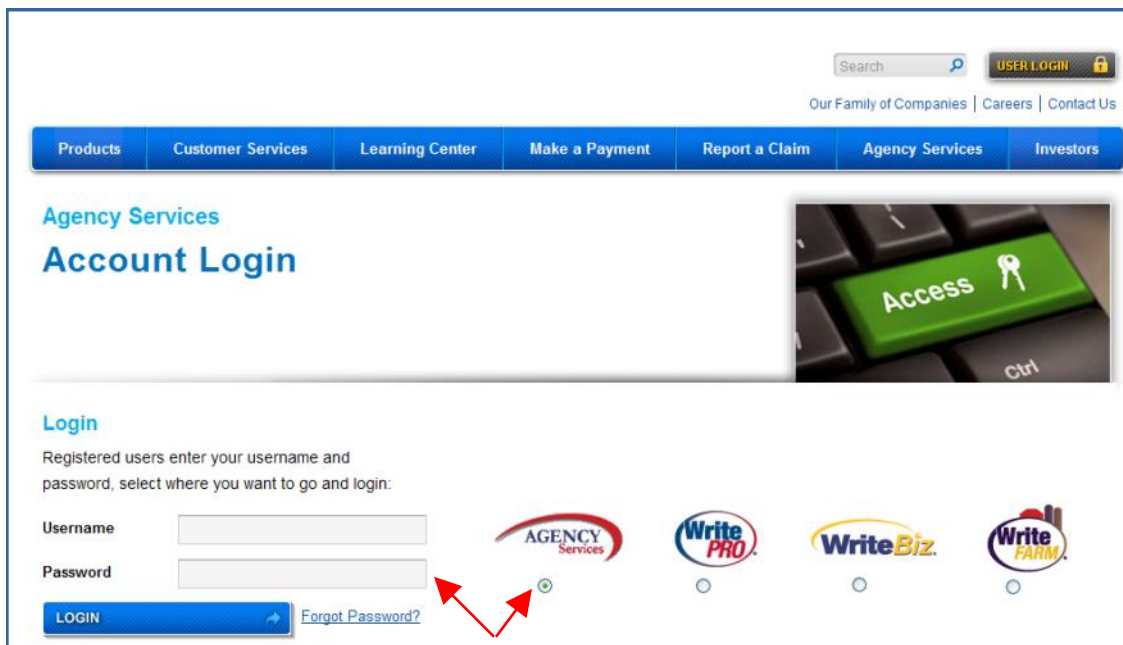 Search
USER LOGIN
Our Family of Companies | Careers | Contact Us
Products Customer Services Learning Center Make a Payment Report a Claim Agency Services Investors
Agency Services
Account Login
Access
Ctrl
Login
Registered users enter your username and
password, select where you want to go and login:
Username
Password
LOGIN
Forgot Password?
AGENCY
Services
Write
PRO.
WriteBiz.
Write
FARM.